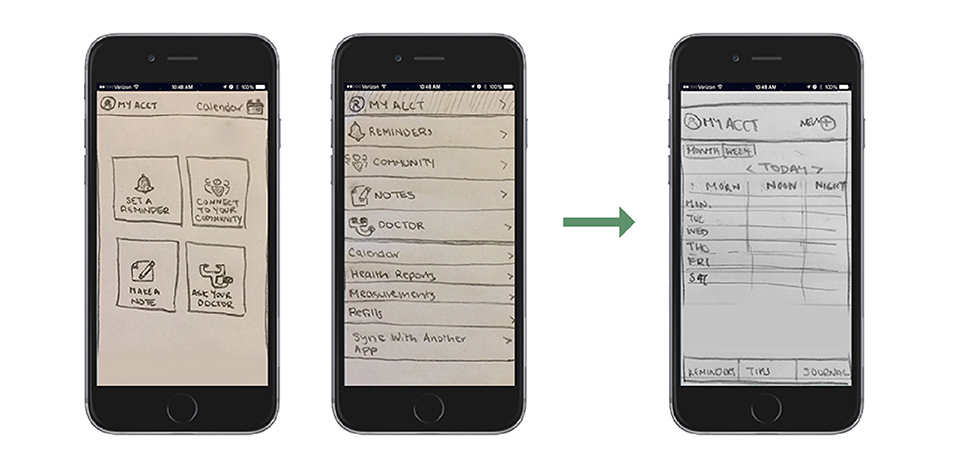 Verizon 10:48 AM 100%
MY ACCT Calendar
SET A
REMINDER
CONNECT
TO YOUR
COMMUNITY
MAKE A
NOTE
ASK YOUR
DOCTOR
Verizon 10:48 AM 100%
MY ACCT >
REMINDERS >
COMMUNITY >
NOTES >
DOCTOR >
Calendar >
Health Reports >
Measurements >
Refills >
Sync With Another >
App
Verizon 10:48 AM 100%
MY ACCT NEW +
MONTH WEEK
< TODAY >
MORN NOON NIGHT
MON.
TUE
WED
THO
FRI
SAT
REMINDERS TIPS JOURNAL